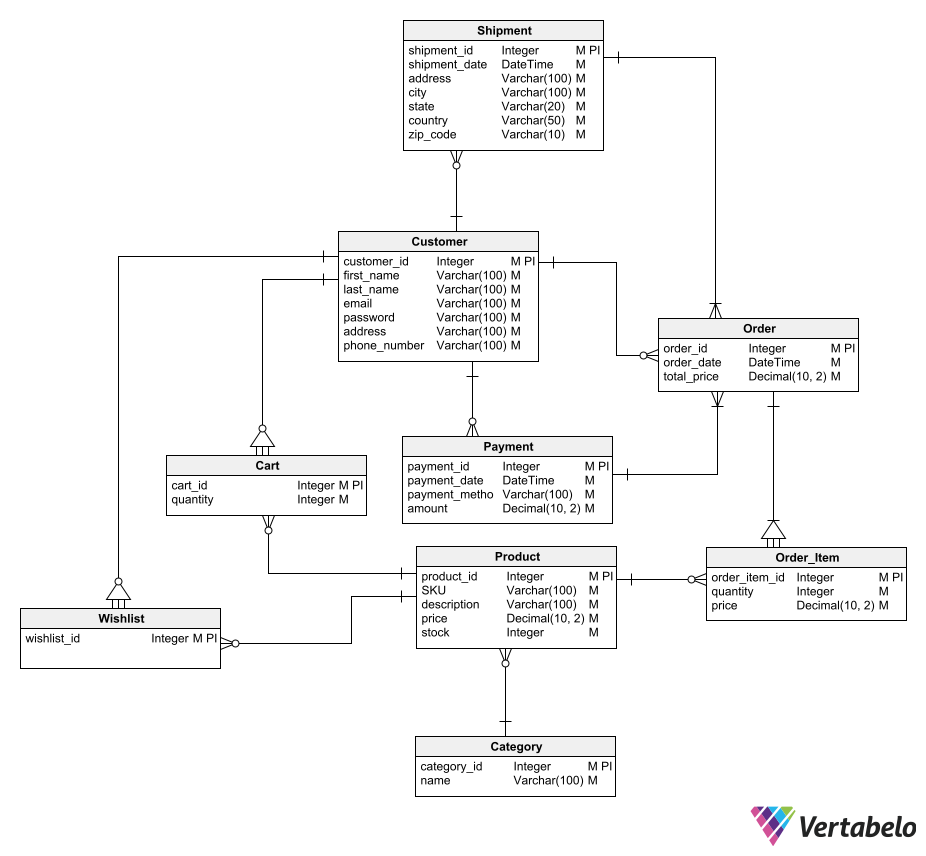 Shipment
shipment_id Integer M PI
shipment_date DateTime M
address Varchar(100) M
city Varchar(100) M
state Varchar(20) M
country Varchar(50) M
zip_code Varchar(10) M
Customer
customer_id Integer M PI
first_name Varchar(100) M
last_name Varchar(100) M
email Varchar(100) M
password Varchar(100) M
address Varchar(100) M
phone_number Varchar(100) M
Order
order_id Integer M PI
order_date DateTime M
total_price Decimal(10, 2) M
Payment
payment_id Integer M PI
payment_date DateTime M
payment_metho Varchar(100) M
amount Decimal(10, 2) M
Cart
cart_id Integer M PI
quantity Integer M
Product
product_id Integer M PI
SKU Varchar(100) M
description Varchar(100) M
price Decimal(10, 2) M
stock Integer M
Order_Item
order_item_id Integer M PI
quantity Integer M
price Decimal(10, 2) M
Wishlist
wishlist_id Integer M PI
Category
category_id Integer M PI
name Varchar(100) M
Vertabelo